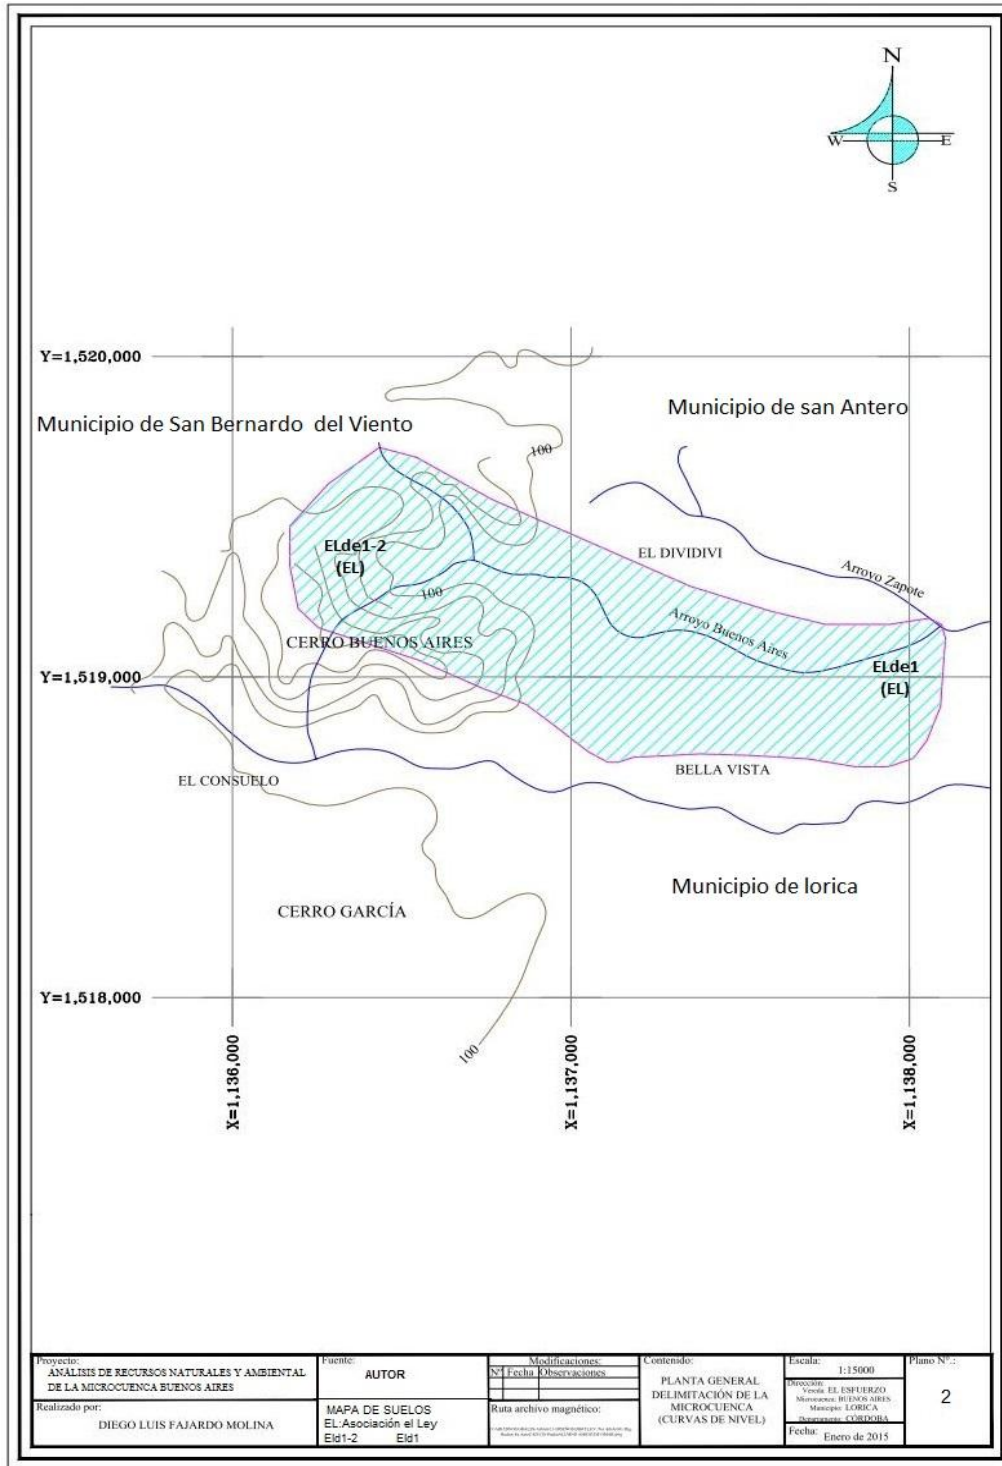 N
W
E
S
Y=1,520,000
Municipio de san Antero
Municipio de San Bernardo del Viento
100
ELde1-2
(EL)
EL DIVIDIVI
Arroyo Zapote
100
Arroyo Buenos Aires
CERRO BUENOS AIRES
Y=1,519,000
ELde1
(EL)
EL CONSUELO
BELLA VISTA
Municipio de lorica
CERRO GARCÍA
Y=1,518,000
100
X=1,136,000
X=1,137,000
X=1,138,000
Proyecto:
ANÁLISIS DE RECURSOS NATURALES Y AMBIENTAL
DE LA MICROCUENCA BUENOS AIRES
Realizado por:
DIEGO LUIS FAJARDO MOLINA
Fuente:
AUTOR
MAPA DE SUELOS
EL:Asociación el Ley
Eld1-2 Eld1
Modificaciones:
Nº Fecha Observaciones
Ruta archivo magnético:
Contenido:
PLANTA GENERAL
DELIMITACIÓN DE LA
MICROCUENCA
(CURVAS DE NIVEL)
Escala:
1:15000
Dirección:
Vereda: EL ESFUERZO
Microcuenca: BUENOS AIRES
Municipio: LORICA
Departamento: CÓRDOBA
Fecha: Enero de 2015
Plano Nº.:
2